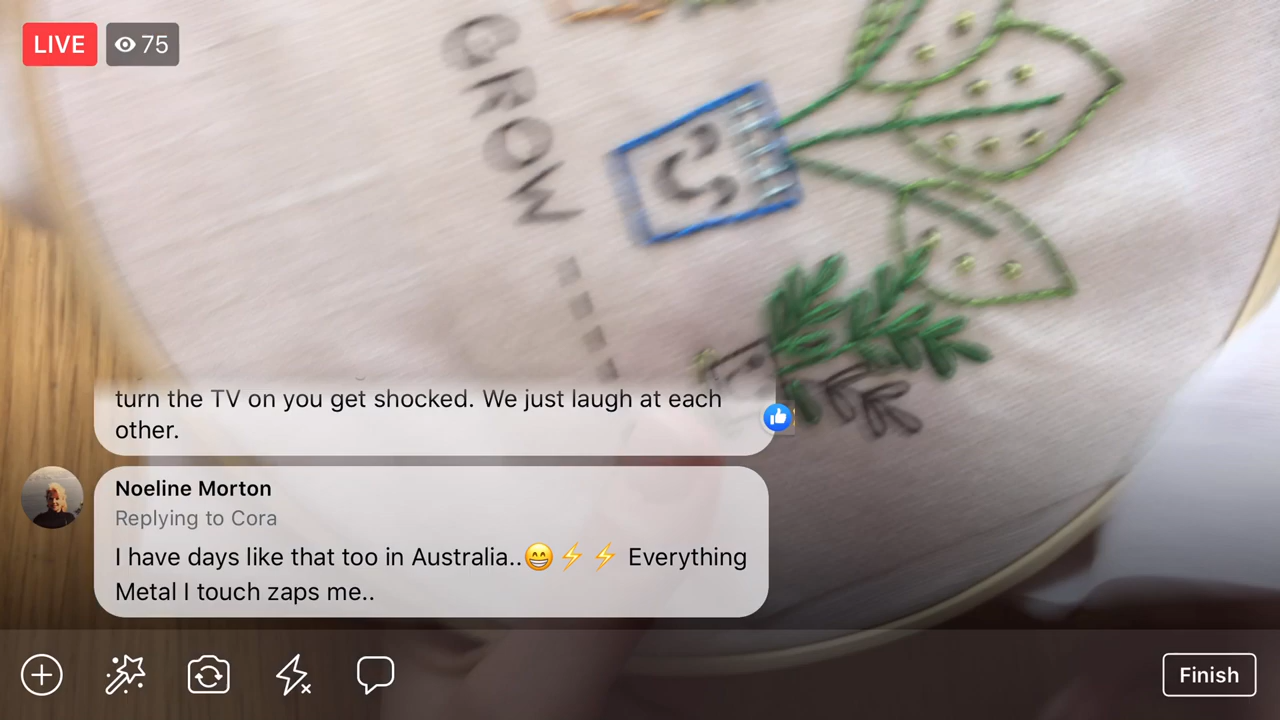 LIVE
75
GROW
turn the TV on you get shocked. We just laugh at each
other.
Noeline Morton
Replying to Cora
I have days like that too in Australia..😁⚡⚡ Everything
Metal I touch zaps me..
Finish